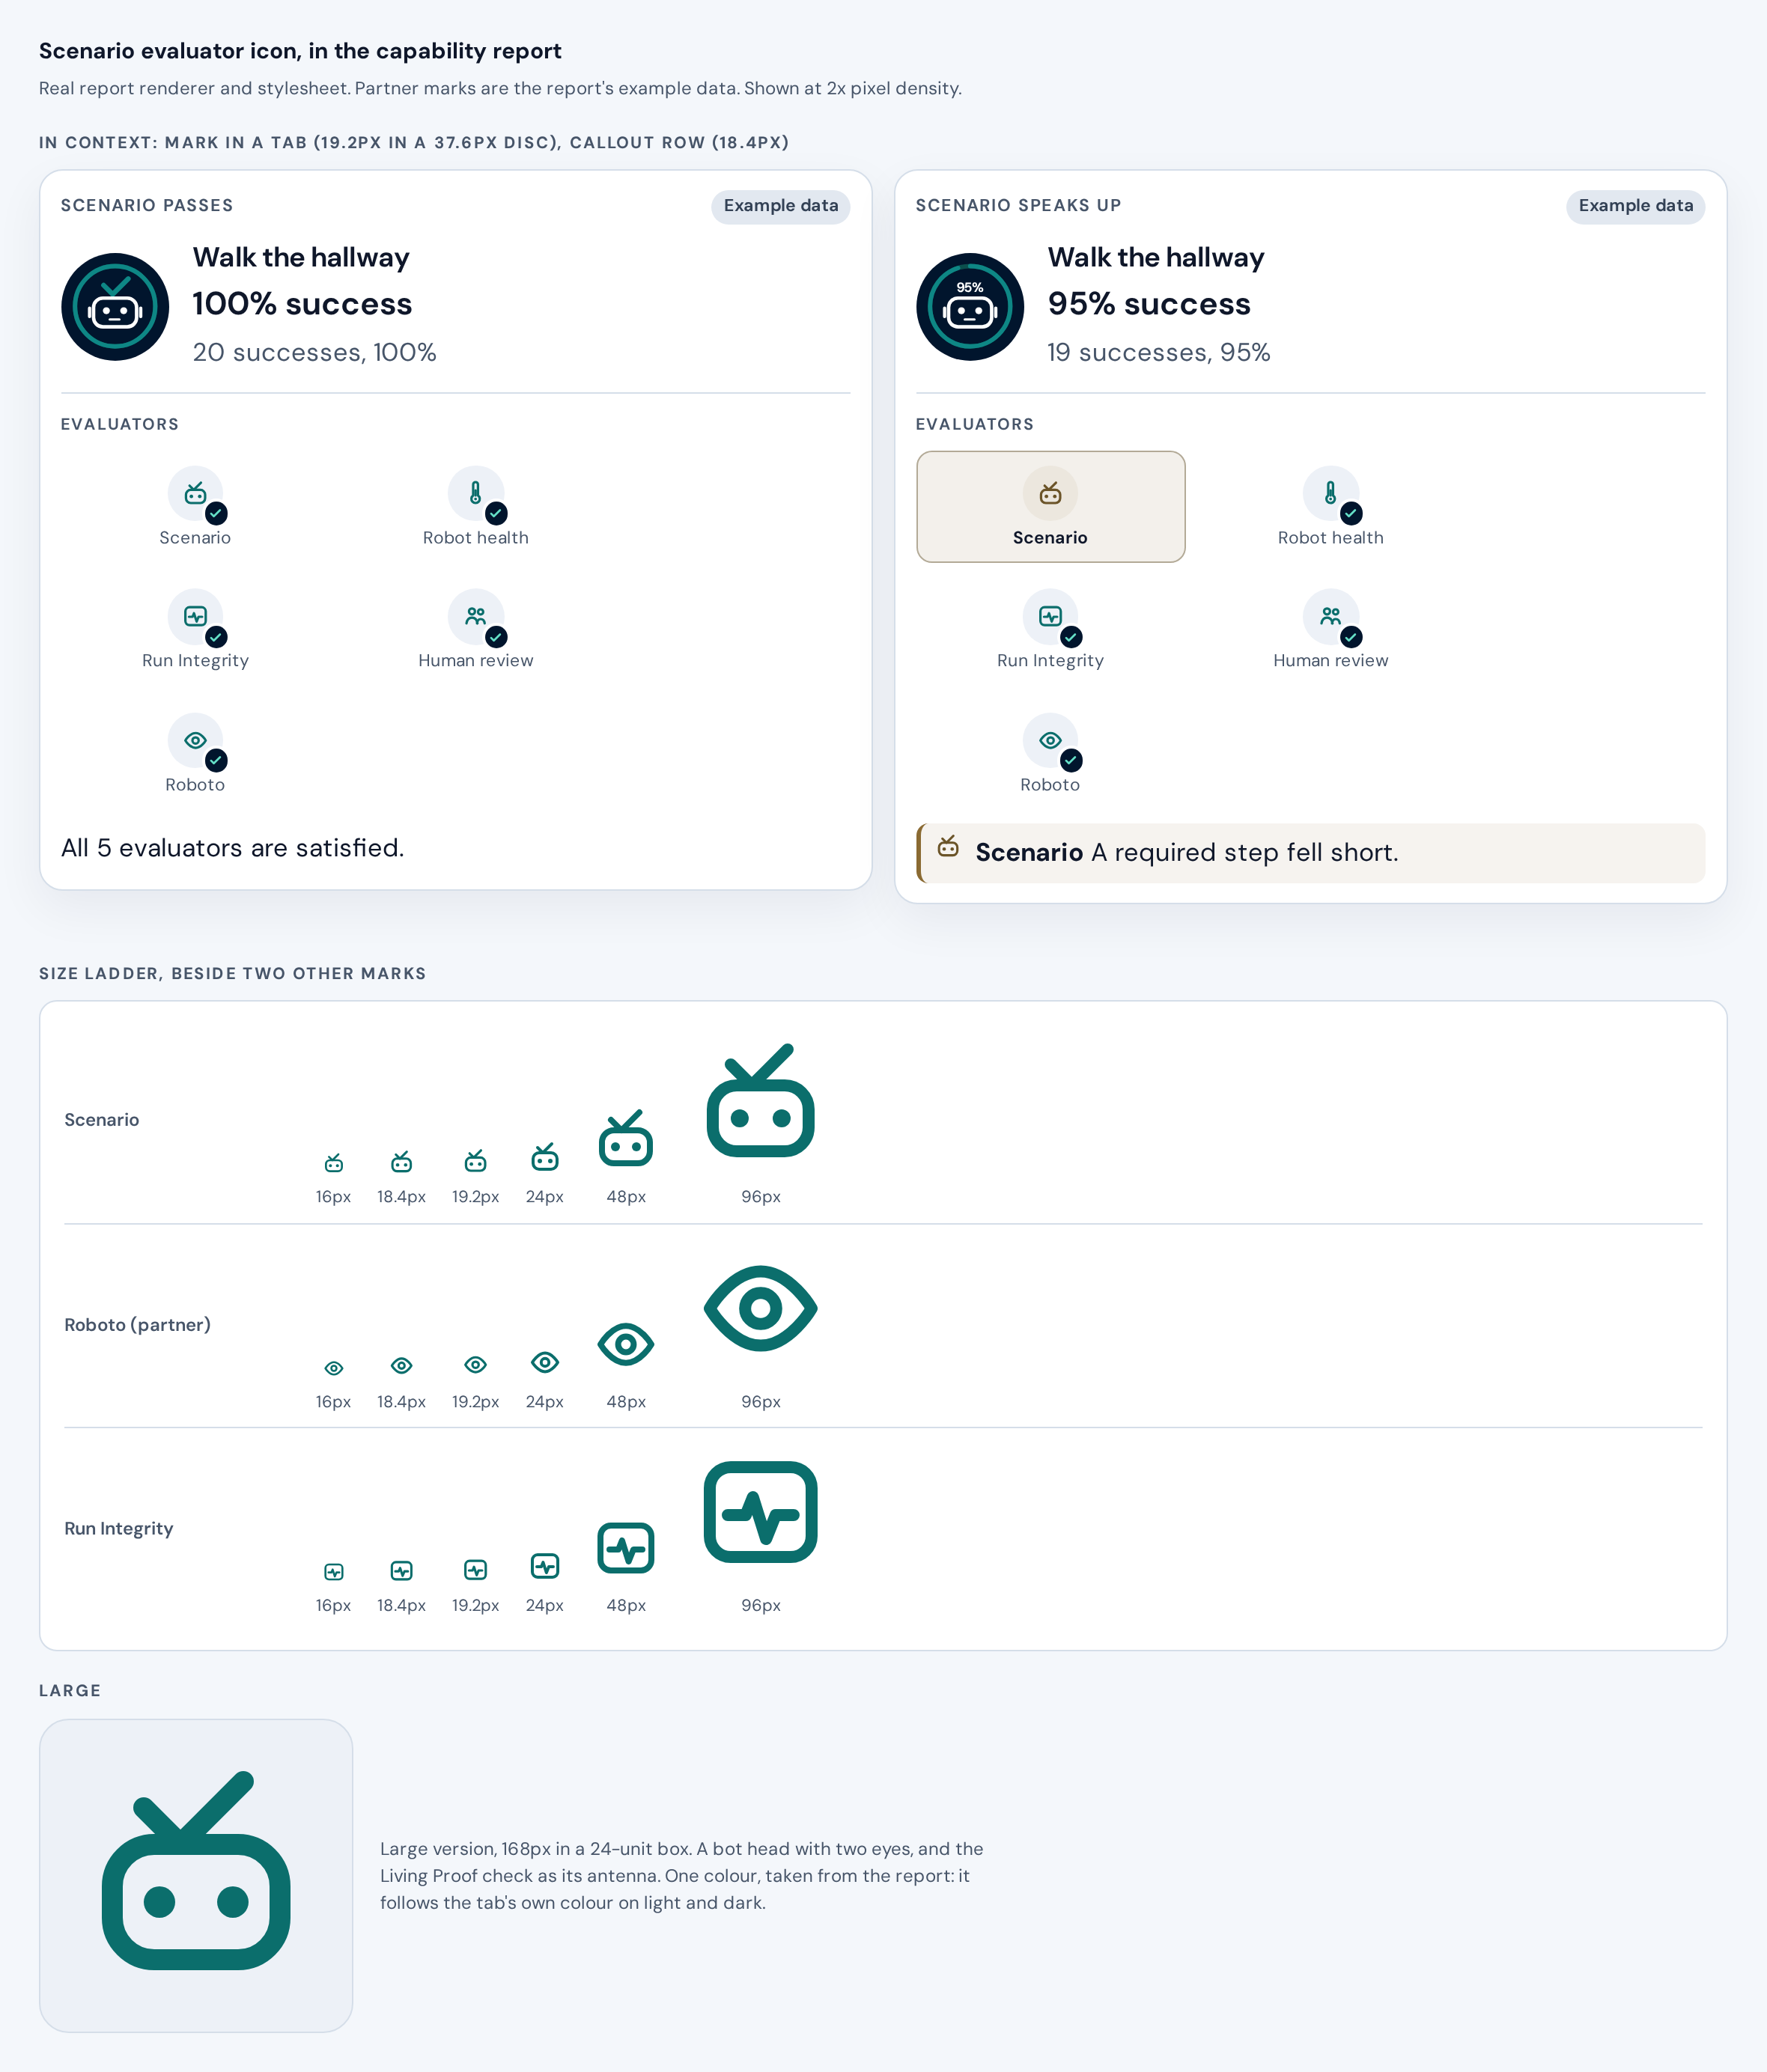 Scenario evaluator icon, in the capability report
Real report renderer and stylesheet. Partner marks are the report's example data. Shown at 2x pixel density.
IN CONTEXT: MARK IN A TAB (19.2PX IN A 37.6PX DISC), CALLOUT ROW (18.4PX)
SCENARIO PASSES
Example data
Walk the hallway
100% success
20 successes, 100%
EVALUATORS
Scenario
Robot health
Run Integrity
Human review
Roboto
All 5 evaluators are satisfied.
SCENARIO SPEAKS UP
Example data
95%
Walk the hallway
95% success
19 successes, 95%
EVALUATORS
Scenario
Robot health
Run Integrity
Human review
Roboto
Scenario A required step fell short.
SIZE LADDER, BESIDE TWO OTHER MARKS
Scenario
16px 18.4px 19.2px 24px 48px 96px
Roboto (partner)
16px 18.4px 19.2px 24px 48px 96px
Run Integrity
16px 18.4px 19.2px 24px 48px 96px
LARGE
Large version, 168px in a 24-unit box. A bot head with two eyes, and the
Living Proof check as its antenna. One colour, taken from the report: it
follows the tab's own colour on light and dark.